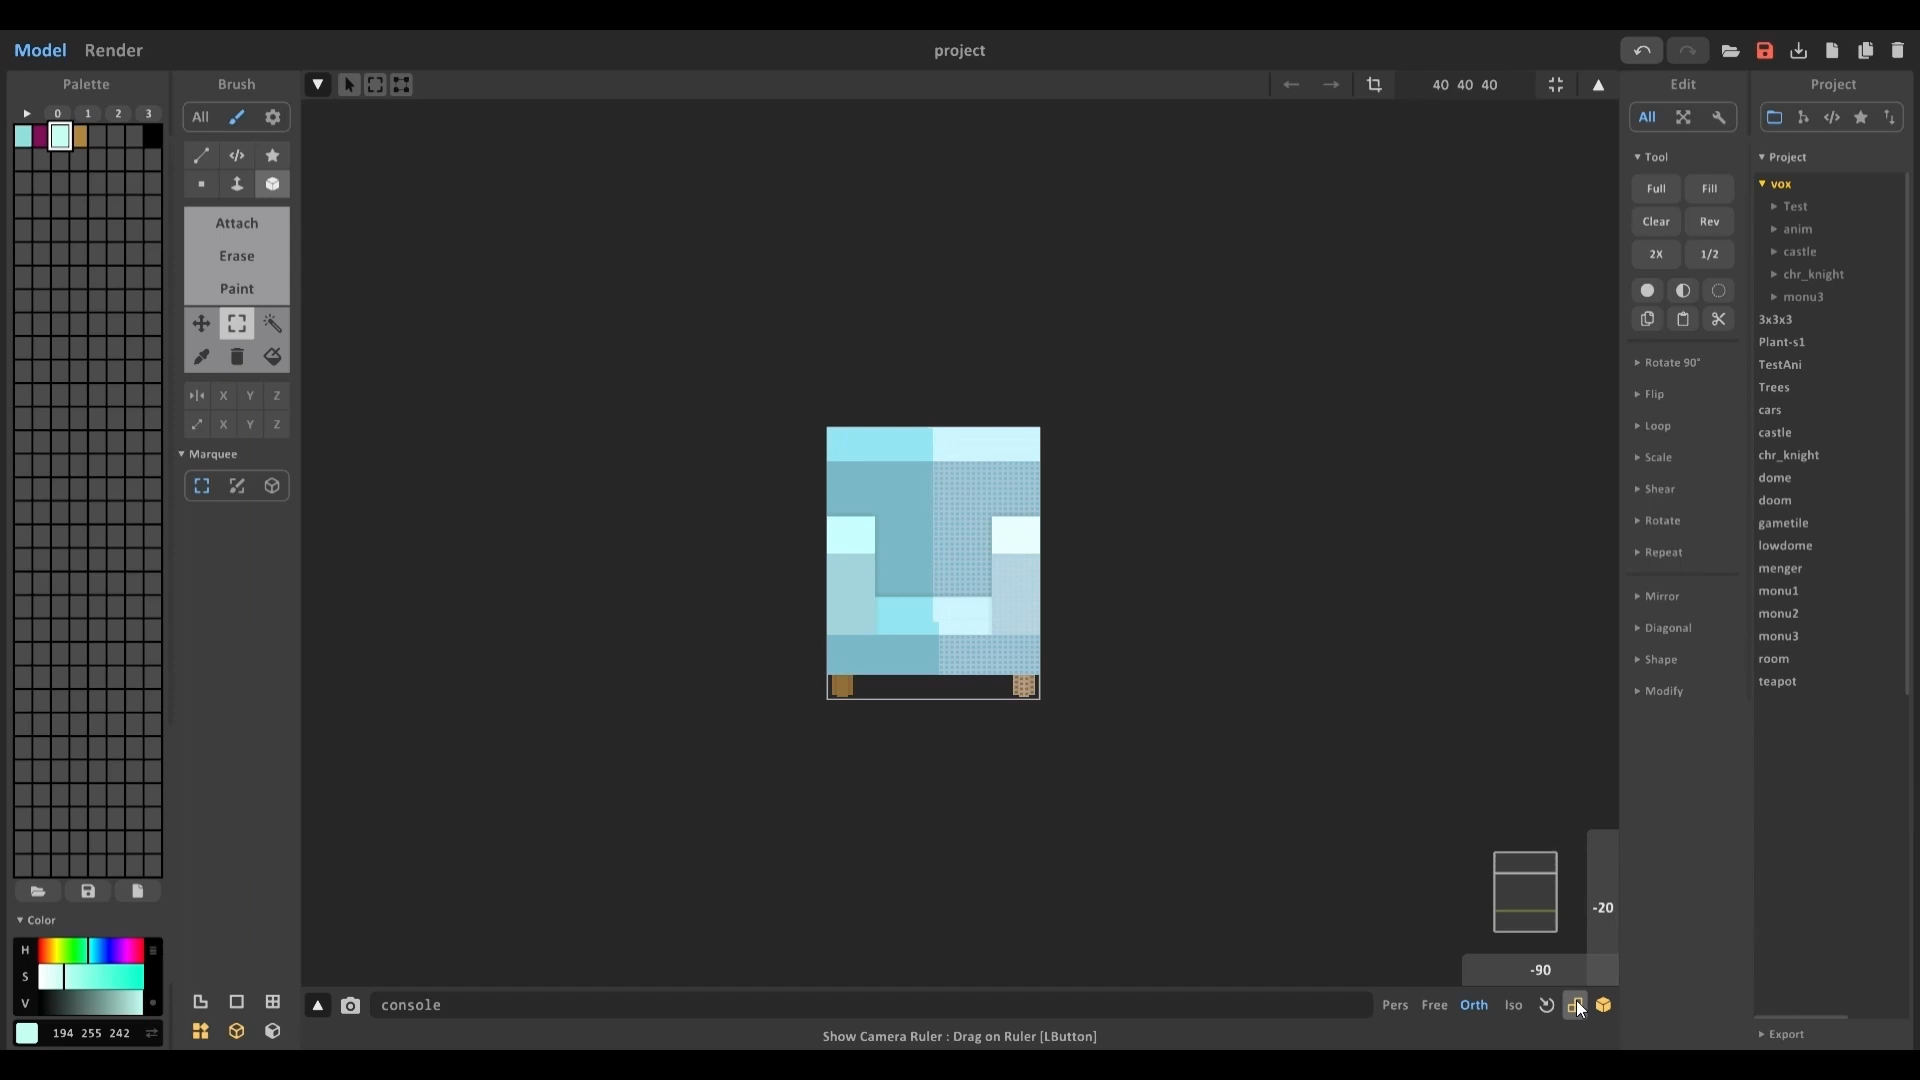 Model Render project
Palette Brush 40 40 40 Edit Project
0 1 2 3
All All
Project
Tool
vox
Full Fill
Test
Attach
Clear Rev
anim
Erase
2X 1/2
castle
chr_knight
Paint
monu3
3x3x3
Plant-s1
Rotate 90°
TestAni
Flip
Trees
X Y Z
cars
X Y Z
Loop
castle
Marquee
Scale
chr_knight
dome
Shear
doom
Rotate
gametile
Repeat
lowdome
menger
Mirror
monu1
monu2
Diagonal
monu3
Shape
room
teapot
Modify
-20
Color
H
-90
S
V
console Pers Free Orth Iso
194 255 242
Show Camera Ruler : Drag on Ruler [LButton]
Export